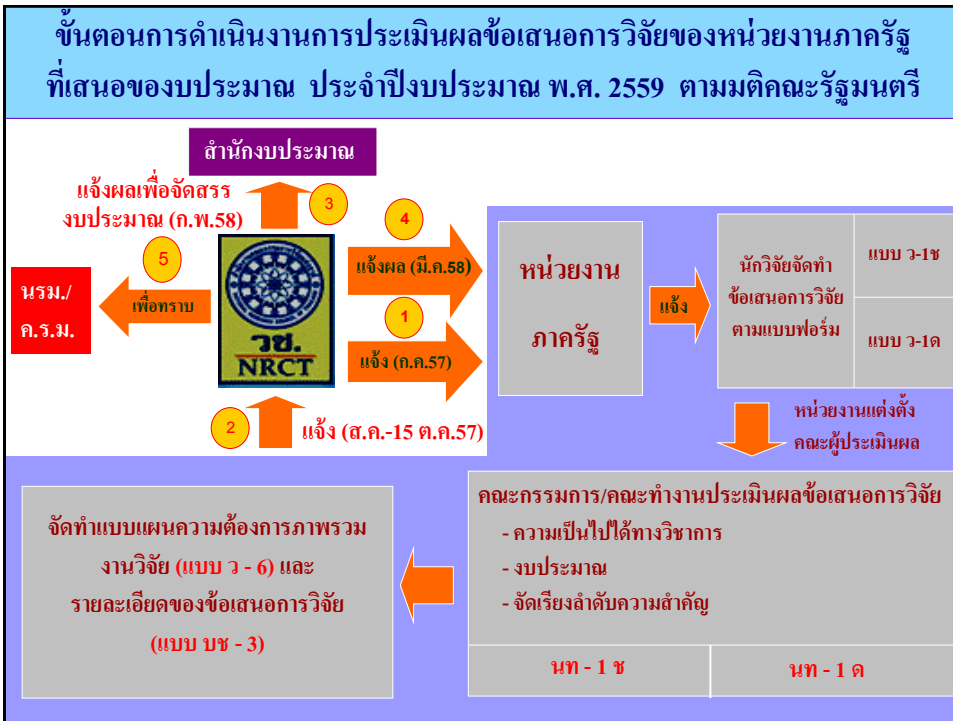 ขั้นตอนการดำเนินงานการประเมินผลข้อเสนอการวิจัยของหน่วยงานภาครัฐ
ที่เสนอของบประมาณ ประจำปีงบประมาณ พ.ศ. 2559 ตามมติคณะรัฐมนตรี
สำนักงบประมาณ
แจ้งผลเพื่อจัดสรร
งบประมาณ (ก.พ.58)
3
4
5
แจ้งผล (มี.ค.58)
นรม./
ค.ร.ม.
เพื่อทราบ
วช.
NRCT
1
แจ้ง (ก.ค.57)
2
แจ้ง (ส.ค.-15 ต.ค.57)
หน่วยงาน
ภาครัฐ
แจ้ง
นักวิจัยจัดทำ
ข้อเสนอการวิจัย
ตามแบบฟอร์ม
แบบ ว-1ช
แบบ ว-1ด
หน่วยงานแต่งตั้ง
คณะผู้ประเมินผล
คณะกรรมการ/คณะทำงานประเมินผลข้อเสนอการวิจัย
- ความเป็นไปได้ทางวิชาการ
- งบประมาณ
- จัดเรียงลำดับความสำคัญ
นท - 1 ช
นท - 1 ด
จัดทำแบบแผนความต้องการภาพรวม
งานวิจัย (แบบ ว - 6) และ
รายละเอียดของข้อเสนอการวิจัย
(แบบ บช - 3)